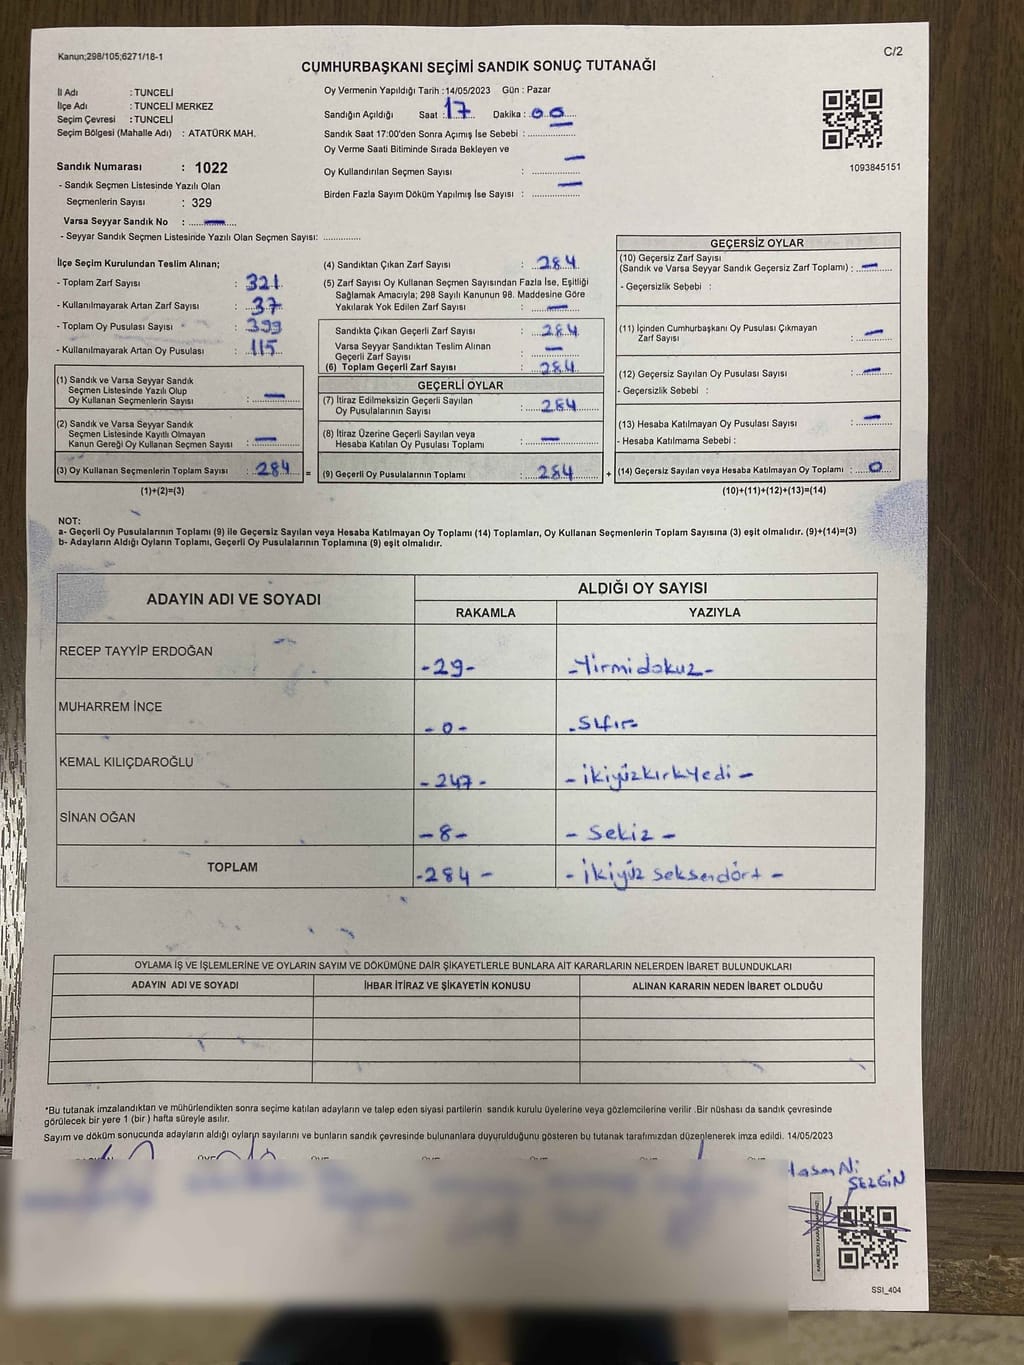 Kanun;298/105;6271/18-1
C/2
CUMHURBAŞKANI SEÇİMİ SANDIK SONUÇ TUTANAĞI
İl Adı : TUNCELİ
İlçe Adı : TUNCELİ MERKEZ
Seçim Çevresi : TUNCELİ
Seçim Bölgesi (Mahalle Adı) : ATATÜRK MAH.
Sandık Numarası : 1022
- Sandık Seçmen Listesinde Yazılı Olan
Seçmenlerin Sayısı : 329
Varsa Seyyar Sandık No : —
- Seyyar Sandık Seçmen Listesinde Yazılı Olan Seçmen Sayısı: ..............
Oy Vermenin Yapıldığı Tarih : 14/05/2023 Gün : Pazar
Sandığın Açıldığı Saat : 17 Dakika : 00
Sandık Saat 17:00'den Sonra Açımış İse Sebebi : ................
Oy Verme Saati Bitiminde Sırada Bekleyen ve
Oy Kullandırılan Seçmen Sayısı : —
Birden Fazla Sayım Döküm Yapılmış İse Sayısı : —
1093845151
İlçe Seçim Kurulundan Teslim Alınan;
- Toplam Zarf Sayısı : 321
- Kullanılmayarak Artan Zarf Sayısı : 37
- Toplam Oy Pusulası Sayısı : 399
- Kullanılmayarak Artan Oy Pusulası : 115
(1) Sandık ve Varsa Seyyar Sandık
Seçmen Listesinde Yazılı Olup
Oy Kullanan Seçmenlerin Sayısı : —
(2) Sandık ve Varsa Seyyar Sandık
Seçmen Listesinde Kayıtlı Olmayan
Kanun Gereği Oy Kullanan Seçmen Sayısı : —
(3) Oy Kullanan Seçmenlerin Toplam Sayısı : 284 =
(1)+(2)=(3)
(4) Sandıktan Çıkan Zarf Sayısı : 284
(5) Zarf Sayısı Oy Kullanan Seçmen Sayısından Fazla İse, Eşitliği
Sağlamak Amacıyla; 298 Sayılı Kanunun 98. Maddesine Göre
Yakılarak Yok Edilen Zarf Sayısı : —
Sandıkta Çıkan Geçerli Zarf Sayısı : 284
Varsa Seyyar Sandıktan Teslim Alınan
Geçerli Zarf Sayısı : —
(6) Toplam Geçerli Zarf Sayısı : 284
GEÇERLİ OYLAR
(7) İtiraz Edilmeksizin Geçerli Sayılan
Oy Pusulalarının Sayısı : 284
(8) İtiraz Üzerine Geçerli Sayılan veya
Hesaba Katılan Oy Pusulası Toplamı : —
(9) Geçerli Oy Pusulalarının Toplamı : 284 +
GEÇERSİZ OYLAR
(10) Geçersiz Zarf Sayısı
(Sandık ve Varsa Seyyar Sandık Geçersiz Zarf Toplamı) : —
- Geçersizlik Sebebi :
(11) İçinden Cumhurbaşkanı Oy Pusulası Çıkmayan
Zarf Sayısı : —
(12) Geçersiz Sayılan Oy Pusulası Sayısı : —
- Geçersizlik Sebebi :
(13) Hesaba Katılmayan Oy Pusulası Sayısı : —
- Hesaba Katılmama Sebebi :
(14) Geçersiz Sayılan veya Hesaba Katılmayan Oy Toplamı : 0
(10)+(11)+(12)+(13)=(14)
NOT:
a- Geçerli Oy Pusulalarının Toplamı (9) ile Geçersiz Sayılan veya Hesaba Katılmayan Oy Toplamı (14) Toplamları, Oy Kullanan Seçmenlerin Toplam Sayısına (3) eşit olmalıdır. (9)+(14)=(3)
b- Adayların Aldığı Oyların Toplamı, Geçerli Oy Pusulalarının Toplamına (9) eşit olmalıdır.
ADAYIN ADI VE SOYADI ALDIĞI OY SAYISI
RAKAMLA YAZIYLA
RECEP TAYYİP ERDOĞAN -29- -Yirmidokuz-
MUHARREM İNCE -0- -Sıfır-
KEMAL KILIÇDAROĞLU -247- -ikiyüzkırkyedi-
SİNAN OĞAN -8- -Sekiz-
TOPLAM -284- -ikiyüz seksendört-
OYLAMA İŞ VE İŞLEMLERİNE VE OYLARIN SAYIM VE DÖKÜMÜNE DAİR ŞİKAYETLERLE BUNLARA AİT KARARLARIN NELERDEN İBARET BULUNDUKLARI
ADAYIN ADI VE SOYADI İHBAR İTİRAZ VE ŞİKAYETİN KONUSU ALINAN KARARIN NEDEN İBARET OLDUĞU
*Bu tutanak imzalandıktan ve mühürlendikten sonra seçime katılan adayların ve talep eden siyasi partilerin sandık kurulu üyelerine veya gözlemcilerine verilir .Bir nüshası da sandık çevresinde
görülecek bir yere 1 (bir ) hafta süreyle asılır.
Sayım ve döküm sonucunda adayların aldığı oyların sayılarını ve bunların sandık çevresinde bulunanlara duyurulduğunu gösteren bu tutanak tarafımızdan düzenlenerek imza edildi. 14/05/2023
SEZGİN
SSI_404